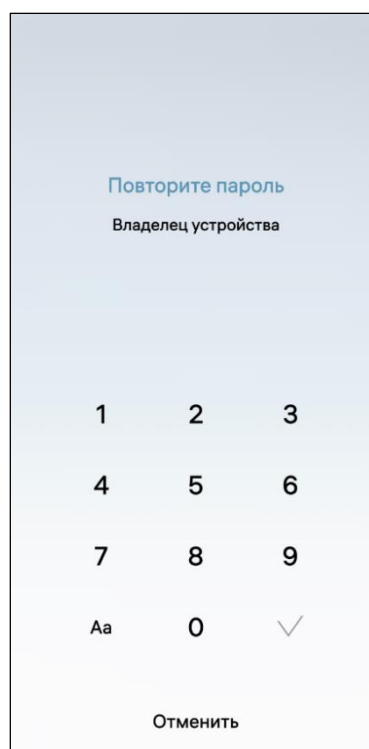 Повторите пароль
Владелец устройства
1 2 3
4 5 6
7 8 9
Aa 0
Отменить